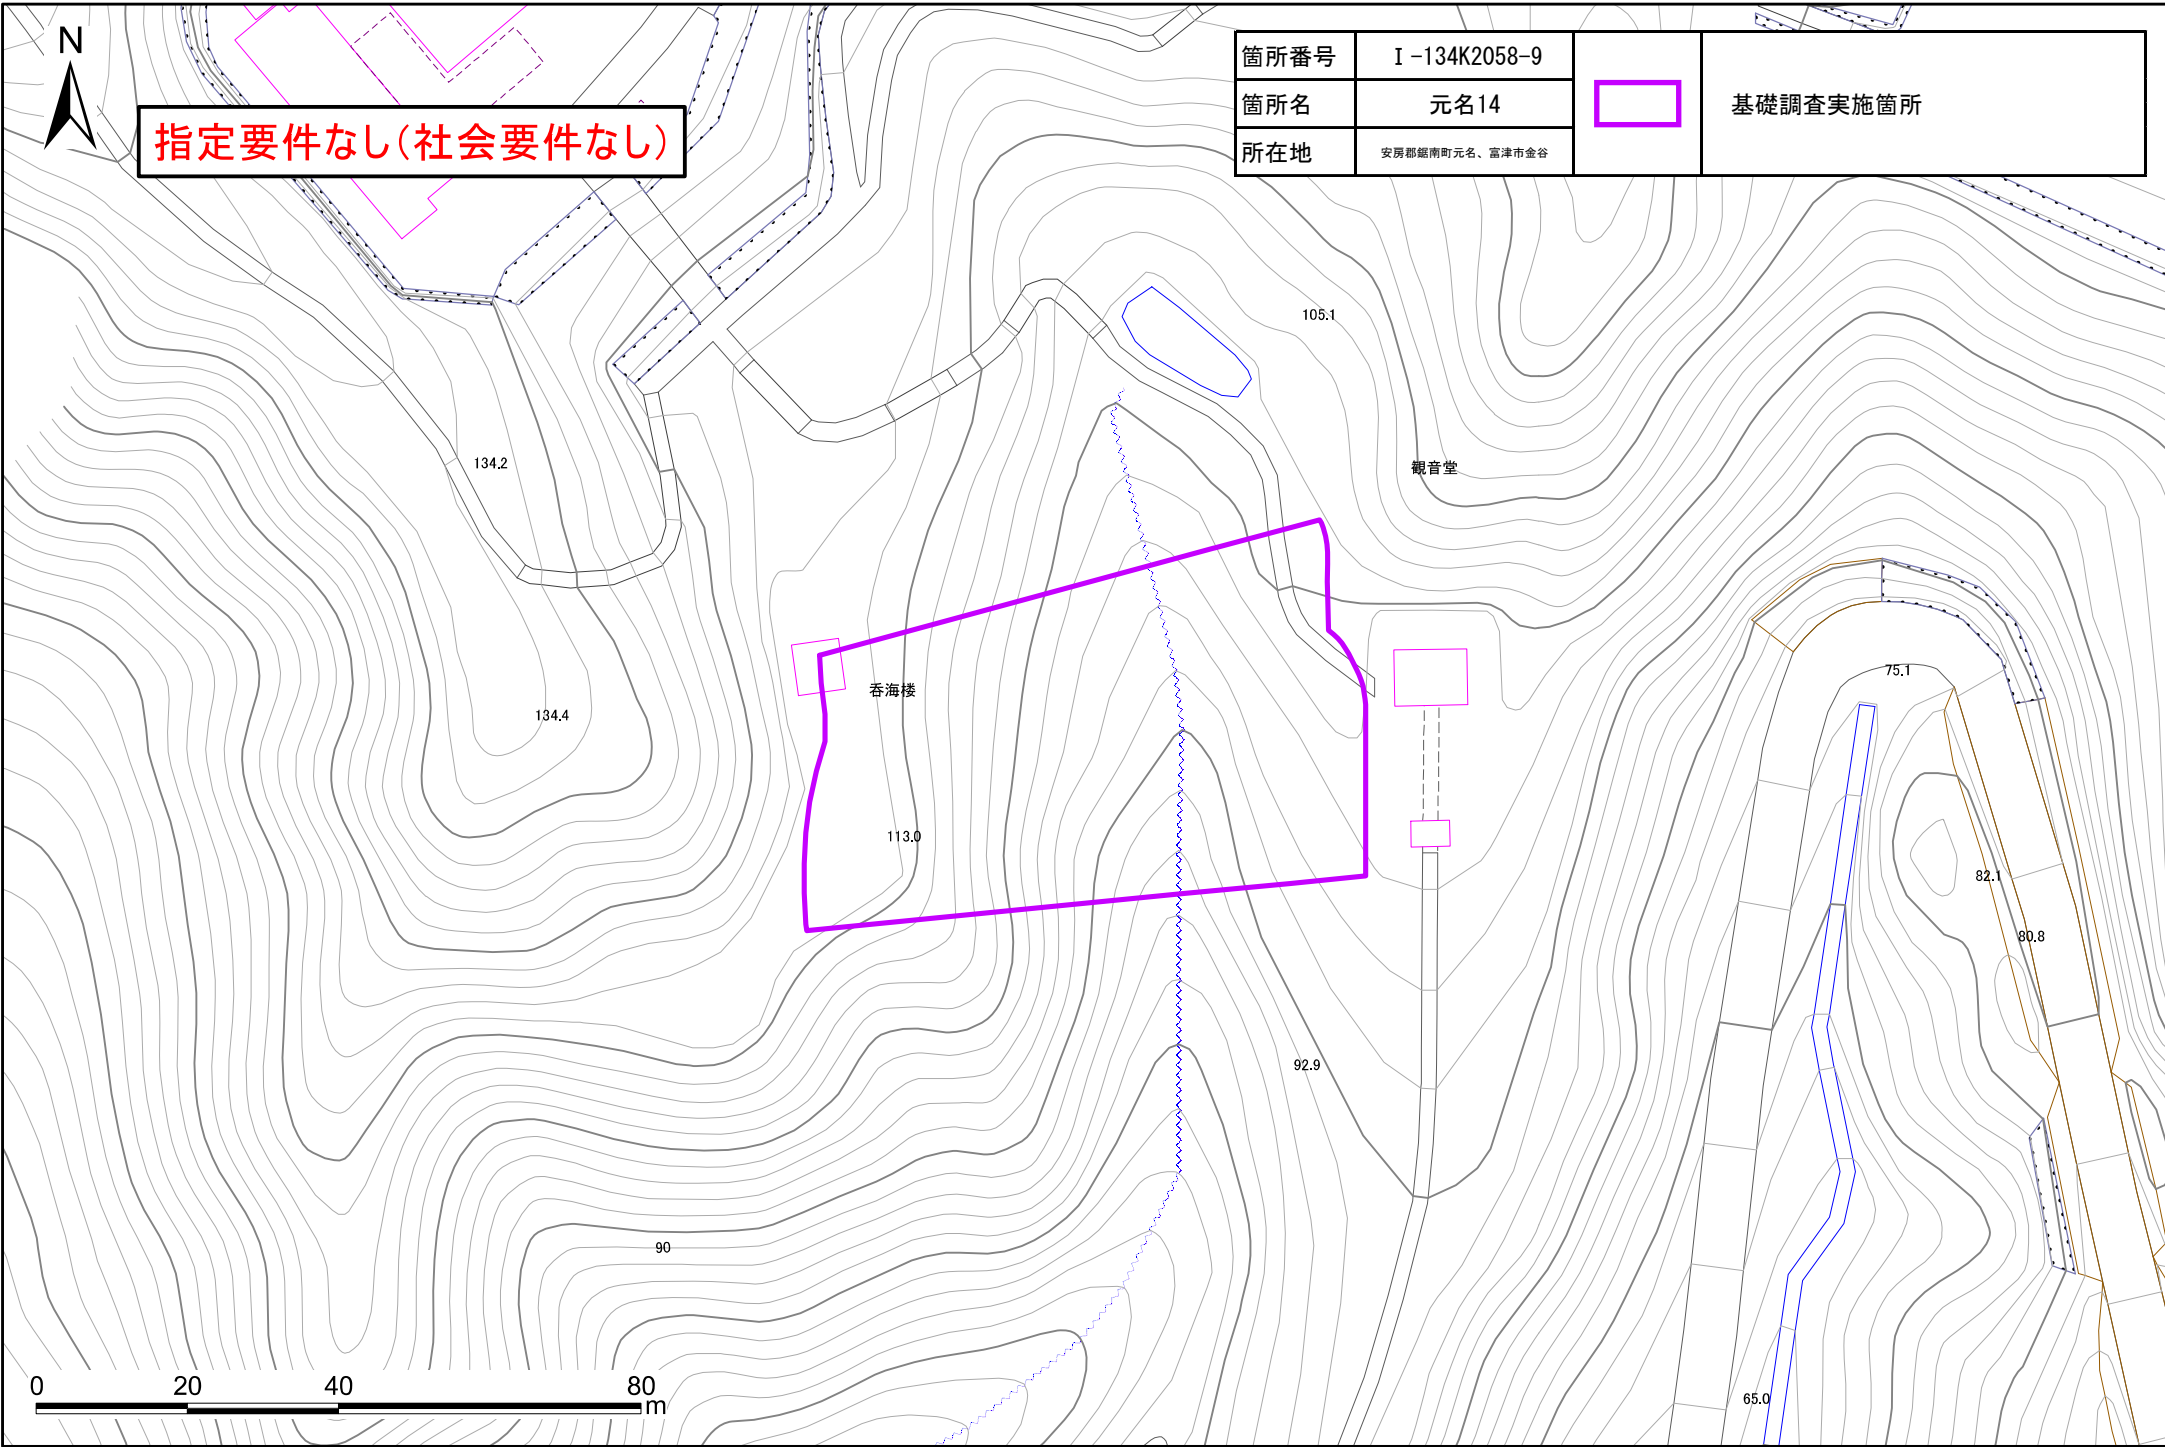 N
指定要件なし(社会要件なし)
箇所番号 Ⅰ-134K2058-9
箇所名 元名14
所在地 安房郡鋸南町元名、富津市金谷
基礎調査実施箇所
105.1
134.2
観音堂
75.1
呑海楼
134.4
113.0
82.1
80.8
92.9
90
65.0
0 20 40 80
m